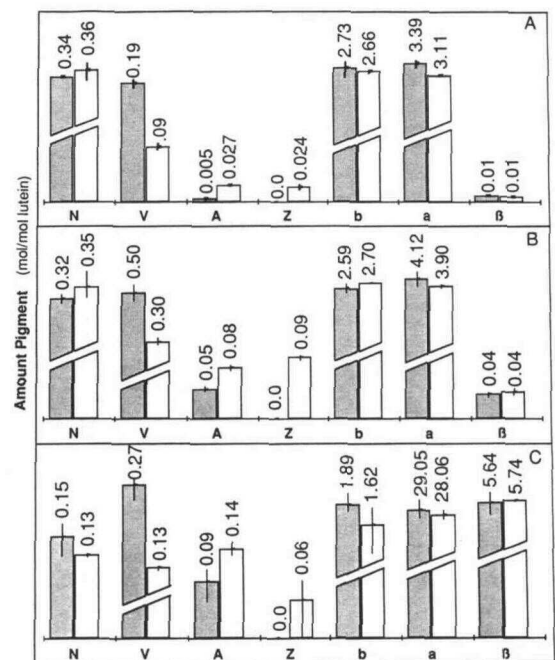 A
0.34 0.36 0.19 .09 0.005 0.027 0.0 0.024 2.73 2.66 3.39 3.11 0.01 0.01
N V A Z b a ß
B
0.32 0.35 0.50 0.30 0.05 0.08 0.0 0.09 2.59 2.70 4.12 3.90 0.04 0.04
N V A Z b a ß
C
0.15 0.13 0.27 0.13 0.09 0.14 0.0 0.06 1.89 1.62 29.05 28.06 5.64 5.74
N V A Z b a ß
Amount Pigment (mol/mol lutein)